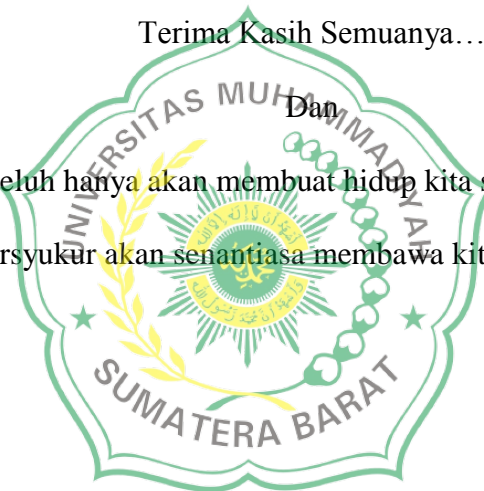 Terima Kasih Semuanya…
Dan
eluh hanya akan membuat hidup kita s
rsyukur akan senantiasa membawa kit
UNIVERSITAS MUHAMMADIYAH
SUMATERA BARAT